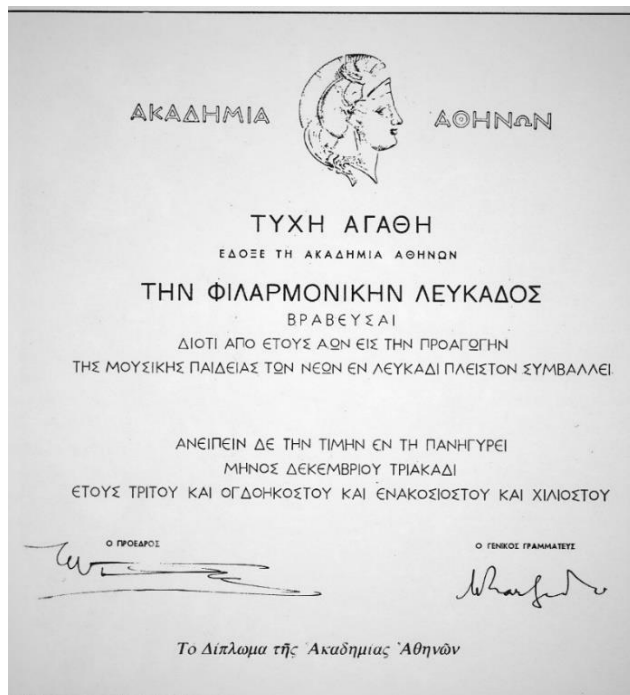 ΑΚΑΔΗΜΙΑ ΑΘΗΝΩΝ
ΤΥΧΗ ΑΓΑΘΗ
ΕΔΟΞΕ ΤΗ ΑΚΑΔΗΜΙΑ ΑΘΗΝΩΝ
ΤΗΝ ΦΙΛΑΡΜΟΝΙΚΗΝ ΛΕΥΚΑΔΟΣ
ΒΡΑΒΕΥΣΑΙ
ΔΙΟΤΙ ΑΠΟ ΕΤΟΥΣ ΑΩΝ ΕΙΣ ΤΗΝ ΠΡΟΑΓΩΓΗΝ
ΤΗΣ ΜΟΥΣΙΚΗΣ ΠΑΙΔΕΙΑΣ ΤΩΝ ΝΕΩΝ ΕΝ ΛΕΥΚΑΔΙ ΠΛΕΙΣΤΟΝ ΣΥΜΒΑΛΛΕΙ
ΑΝΕΙΠΕΙΝ ΔΕ ΤΗΝ ΤΙΜΗΝ ΕΝ ΤΗ ΠΑΝΗΓΥΡΕΙ
ΜΗΝΟΣ ΔΕΚΕΜΒΡΙΟΥ ΤΡΙΑΚΑΔΙ
ΕΤΟΥΣ ΤΡΙΤΟΥ ΚΑΙ ΟΓΔΟΗΚΟΣΤΟΥ ΚΑΙ ΕΝΑΚΟΣΙΟΣΤΟΥ ΚΑΙ ΧΙΛΙΟΣΤΟΥ
Ο ΠΡΟΕΔΡΟΣ
Ο ΓΕΝΙΚΟΣ ΓΡΑΜΜΑΤΕΥΣ
Το Δίπλωμα τῆς Ἀκαδημιας Ἀθηνῶν